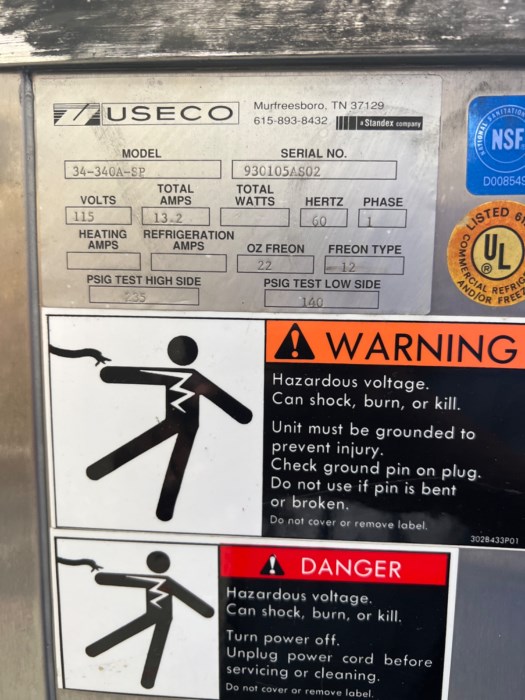 USECO
Murfreesboro, TN 37129
615-893-8432 a Standex company
MODEL SERIAL NO.
34-340A-SP 930105AS02
VOLTS TOTAL AMPS TOTAL WATTS HERTZ PHASE
115 13.2 60 1
HEATING AMPS REFRIGERATION AMPS OZ FREON FREON TYPE
22 12
PSIG TEST HIGH SIDE PSIG TEST LOW SIDE
235 140
NSF
LISTED
UL
®
COMMERCIAL
AND/OR
WARNING
Hazardous voltage.
Can shock, burn, or kill.
Unit must be grounded to
prevent injury.
Check ground pin on plug.
Do not use if pin is bent
or broken.
Do not cover or remove label.
3028433P01
DANGER
Hazardous voltage.
Can shock, burn, or kill.
Turn power off.
Unplug power cord before
servicing or cleaning.
Do not cover or remove label.